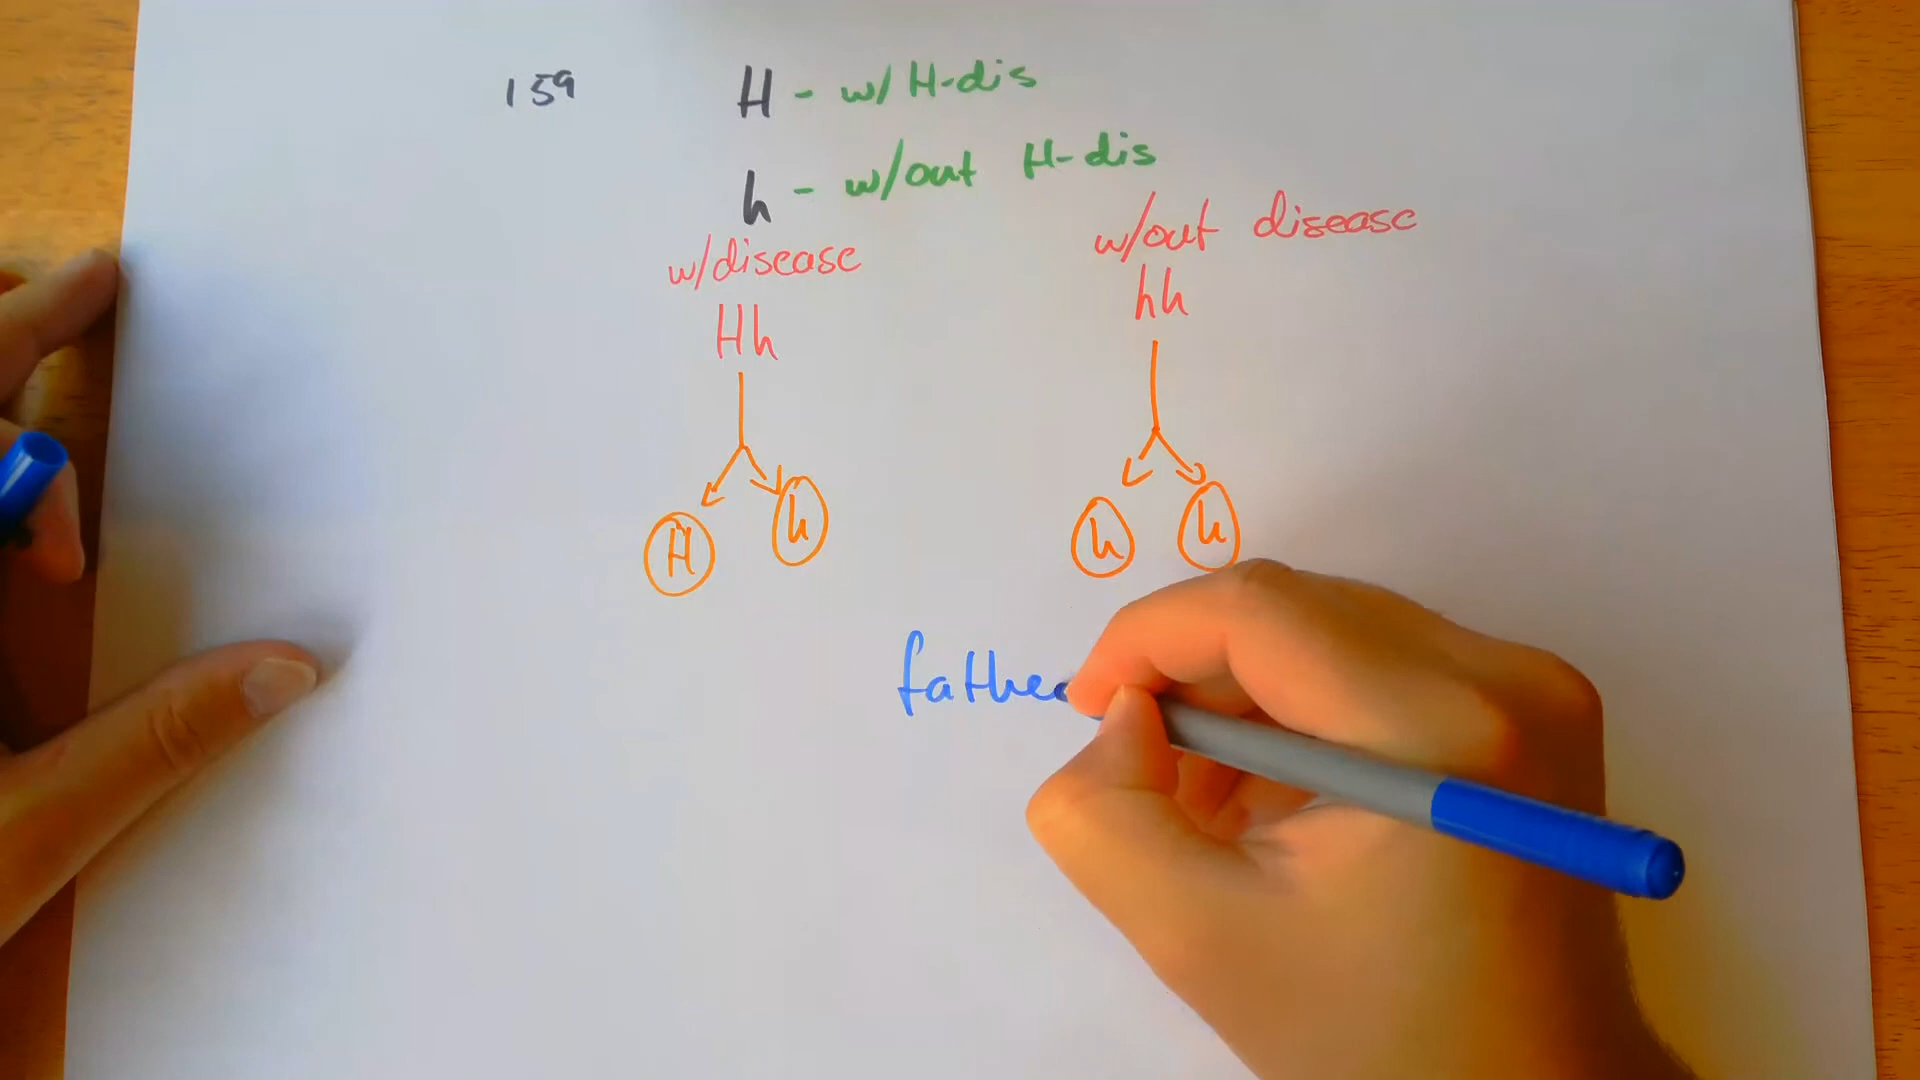 159
H - w/ H-dis
h - w/out H-dis
w/disease
w/out disease
Hh
hh
H h
h h
fathe